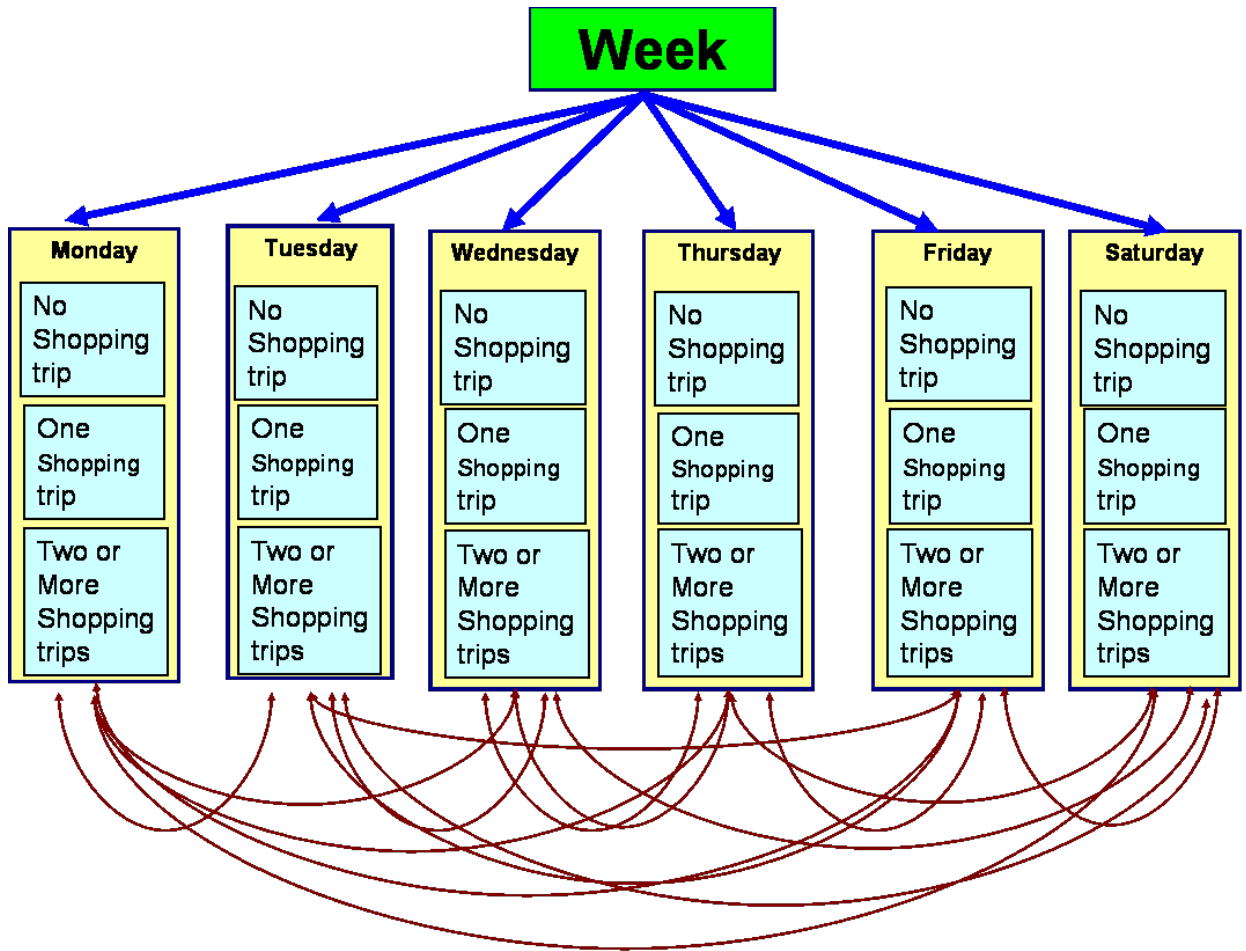 Week
Monday
No
Shopping
trip
One
Shopping
trip
Two or
More
Shopping
trips
Tuesday
No
Shopping
trip
One
Shopping
trip
Two or
More
Shopping
trips
Wednesday
No
Shopping
trip
One
Shopping
trip
Two or
More
Shopping
trips
Thursday
No
Shopping
trip
One
Shopping
trip
Two or
More
Shopping
trips
Friday
No
Shopping
trip
One
Shopping
trip
Two or
More
Shopping
trips
Saturday
No
Shopping
trip
One
Shopping
trip
Two or
More
Shopping
trips